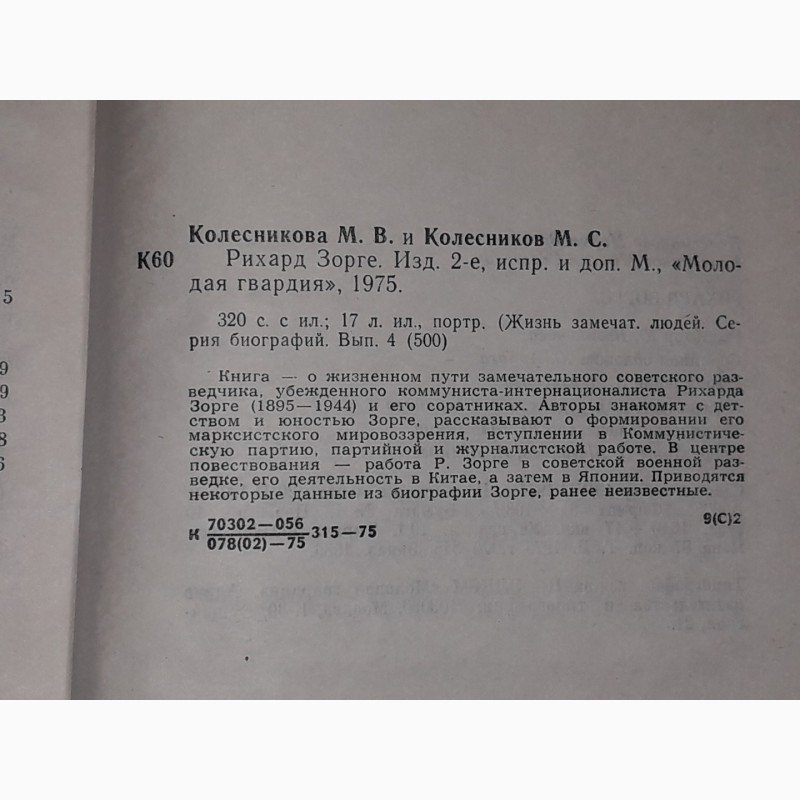 Колесникова М. В. и Колесников М. С.
К60 Рихард Зорге. Изд. 2-е, испр. и доп. М., «Моло-
дая гвардия», 1975.
320 с. с ил.; 17 л. ил., портр. (Жизнь замечат. людей. Се-
рия биографий. Вып. 4 (500)
Книга — о жизненном пути замечательного советского раз-
ведчика, убежденного коммуниста-интернационалиста Рихарда
Зорге (1895—1944) и его соратниках. Авторы знакомят с дет-
ством и юностью Зорге, рассказывают о формировании его
марксистского мировоззрения, вступлении в Коммунистиче-
скую партию, партийной и журналистской работе. В центре
повествования — работа Р. Зорге в советской военной раз-
ведке, его деятельность в Китае, а затем в Японии. Приводятся
некоторые данные из биографии Зорге, ранее неизвестные.
К 70302—056
078(02)—75 315—75
9(С)2
5
9
9
3
8
6